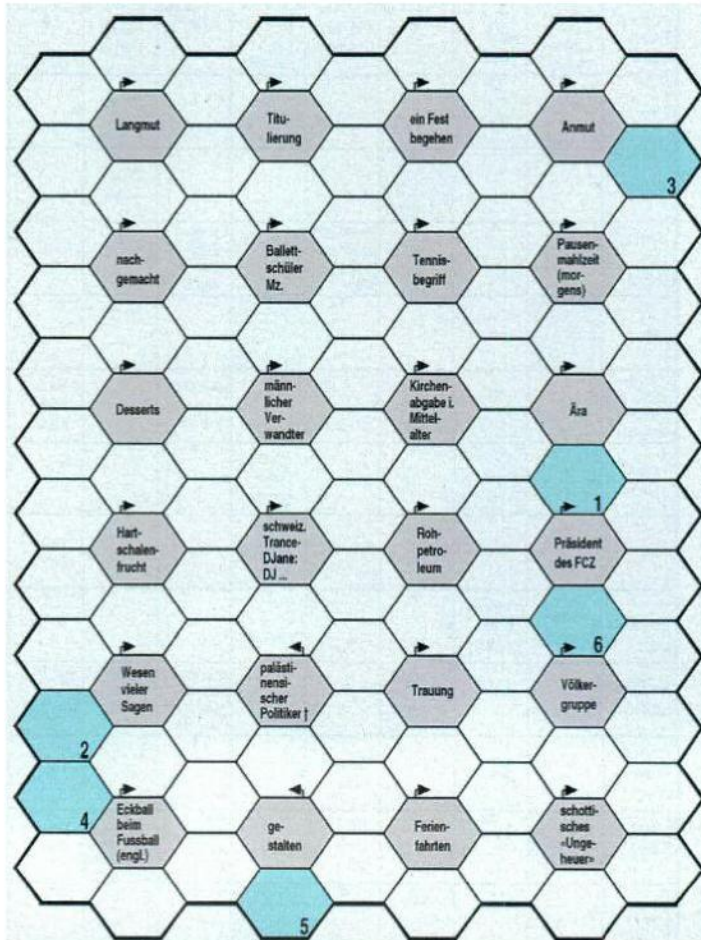 Langmut
Titu-
lierung
ein Fest
begehen
Anmut
3
nach-
gemacht
Ballett-
schüler
Mz.
Tennis-
begriff
Pausen-
mahlzeit
(mor-
gens)
Desserts
männ-
licher
Ver-
wandter
Kirchen-
abgabe i.
Mittel-
alter
Ära
1
Hart-
schalen-
frucht
schweiz.
Trance-
DJane:
DJ ...
Roh-
petro-
leum
Präsident
des FCZ
6
Wesen
vieler
Sagen
paläs-
tinensi-
scher
Politiker †
Trauung
Völker-
gruppe
2
4
Eckball
beim
Fussball
(engl.)
ge-
stalten
Ferien-
fahrten
schotti-
sches
«Unge-
heuer»
5